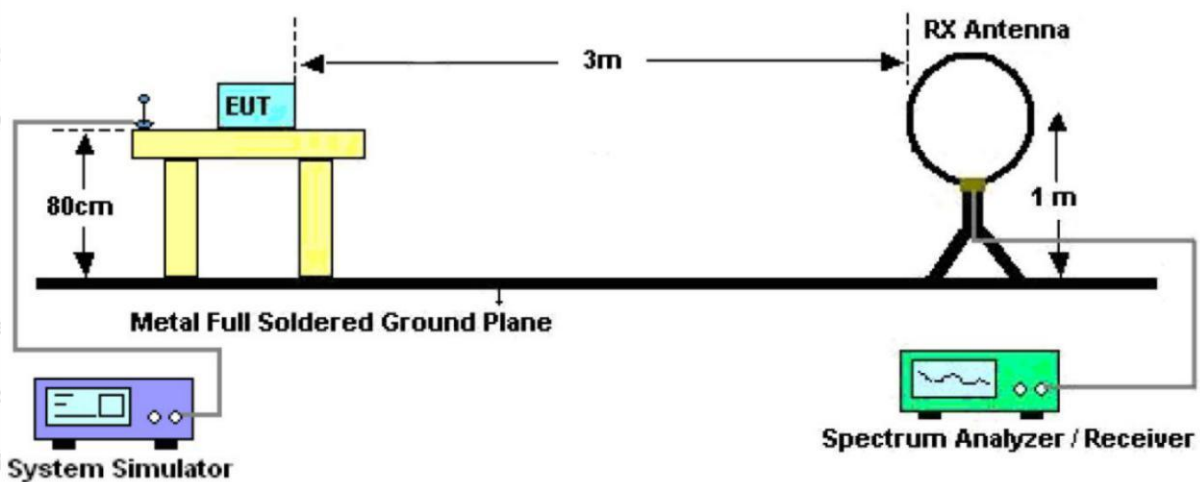 RX Antenna
3m
EUT
80cm
1 m
Metal Full Soldered Ground Plane
Spectrum Analyzer / Receiver
System Simulator